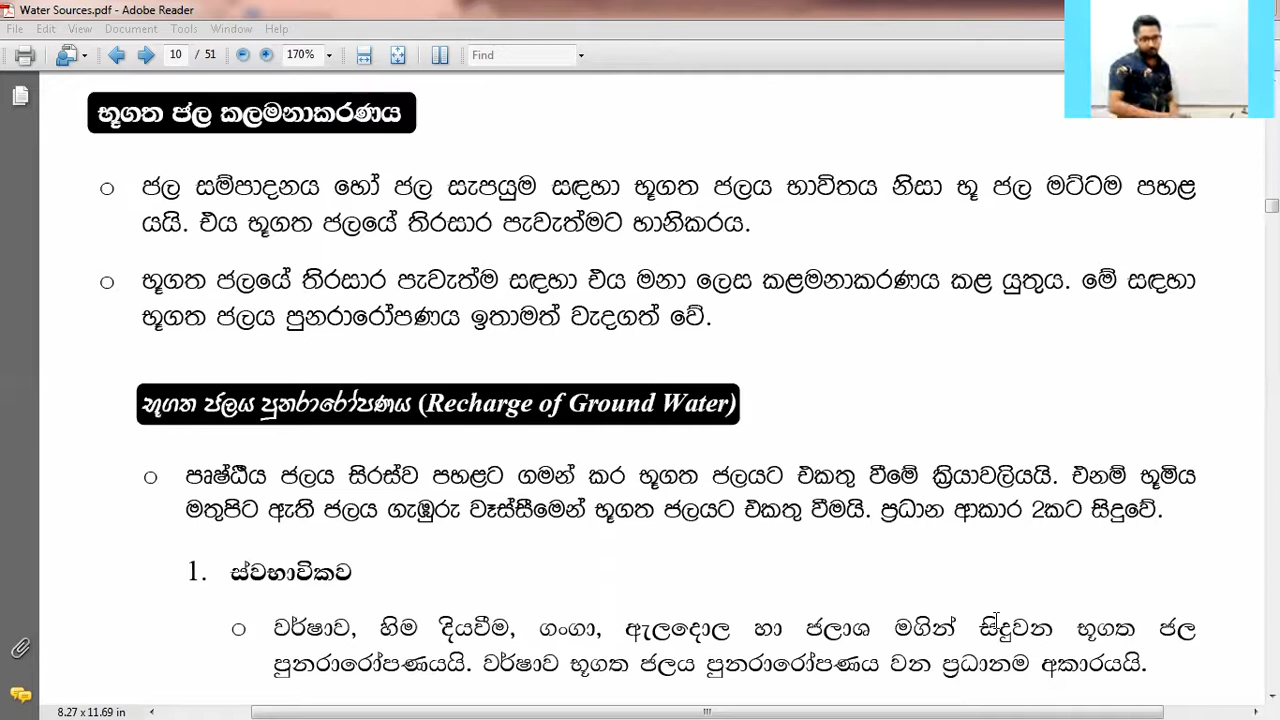 Water Sources.pdf - Adobe Reader
File Edit View Document Tools Window Help
10 / 51 170% Find
භූගත ජල කලමනාකරණය
○ ජල සම්පාදනය හෝ ජල සැපයුම සඳහා භූගත ජලය භාවිතය නිසා භූ ජල මට්ටම පහළ
යයි. එය භූගත ජලයේ තිරසාර පැවැත්මට හානිකරය.
○ භූගත ජලයේ තිරසාර පැවැත්ම සඳහා එය මනා ලෙස කළමනාකරණය කළ යුතුය. මේ සඳහා
භූගත ජලය පුනරාරෝපණය ඉතාමත් වැදගත් වේ.
භූගත ජලය පුනරාරෝපණය (Recharge of Ground Water)
○ පෘෂ්ඨීය ජලය සිරස්ව පහළට ගමන් කර භූගත ජලයට එකතු වීමේ ක්‍රියාවලියයි. එනම් භූමිය
මතුපිට ඇති ජලය ගැඹුරු වෑස්සීමෙන් භූගත ජලයට එකතු වීමයි. ප්‍රධාන ආකාර 2කට සිදුවේ.
1. ස්වභාවිකව
○ වර්ෂාව, හිම දියවීම, ගංගා, ඇලදොල හා ජලාශ මගින් සිදුවන භූගත ජල
පුනරාරෝපණයයි. වර්ෂාව භූගත ජලය පුනරාරෝපණය වන ප්‍රධානම අකාරයයි.
8.27 x 11.69 in